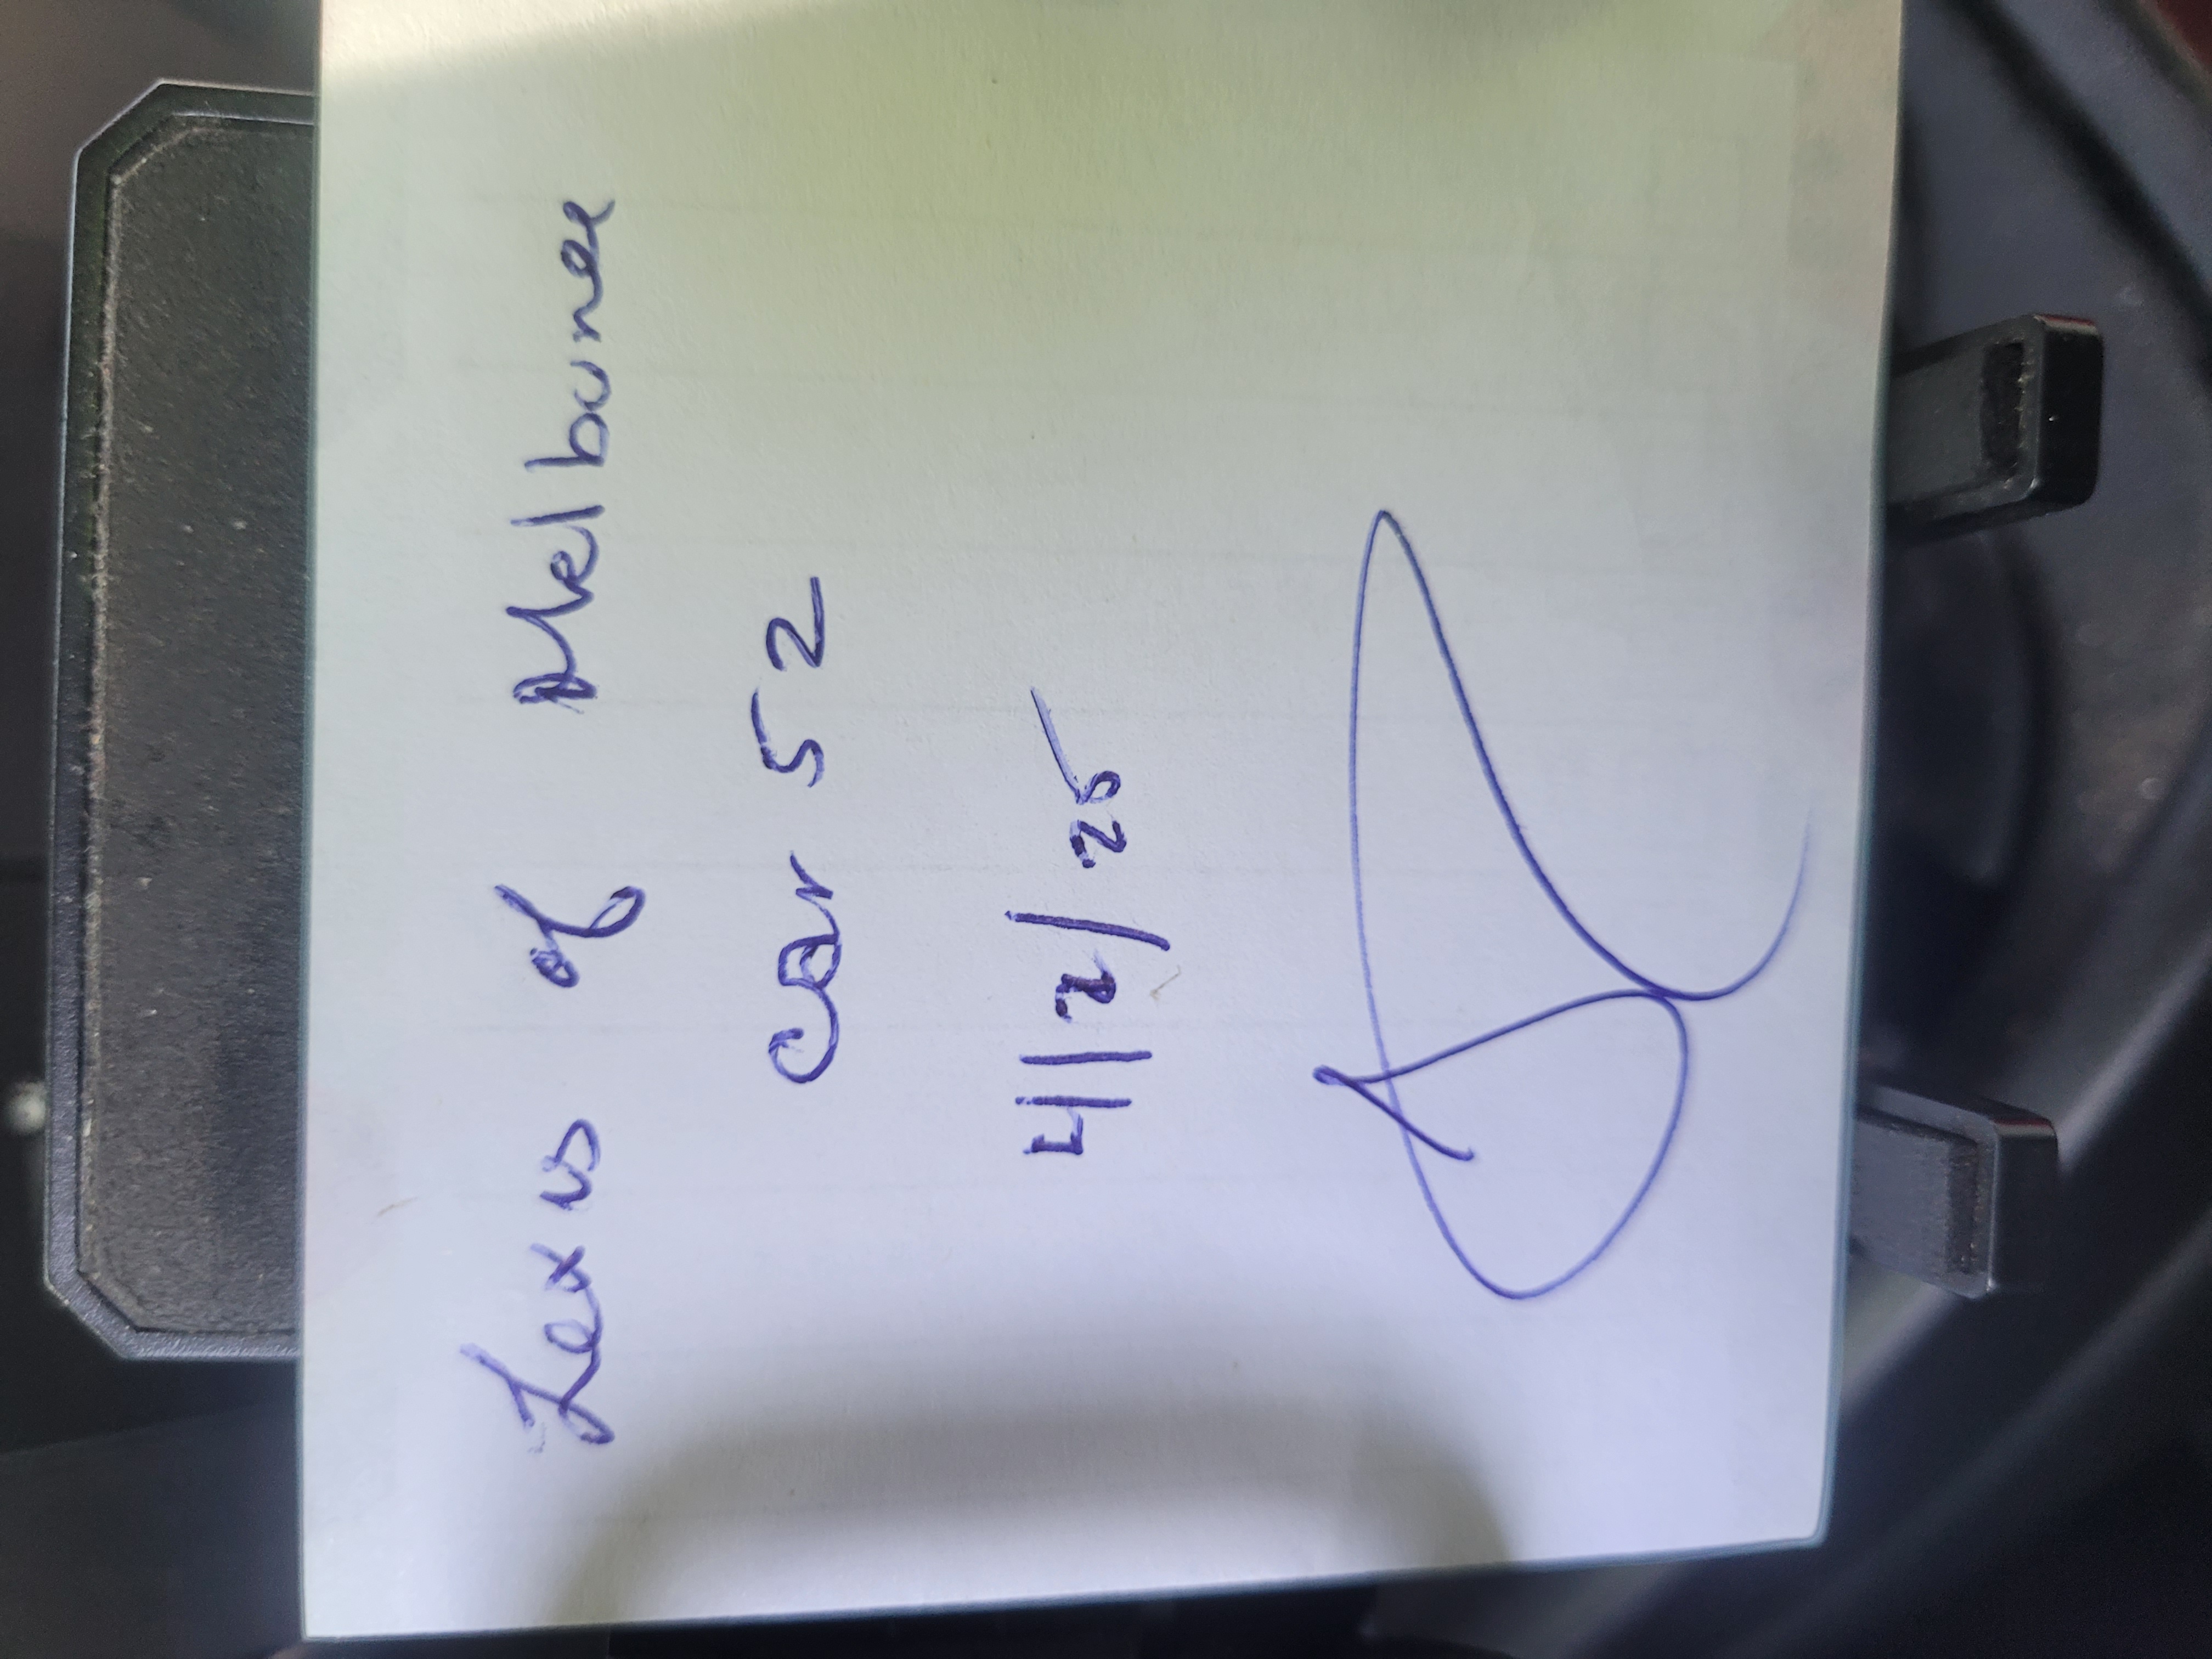 Lexus of Melbourne
Car 52
4/2/25